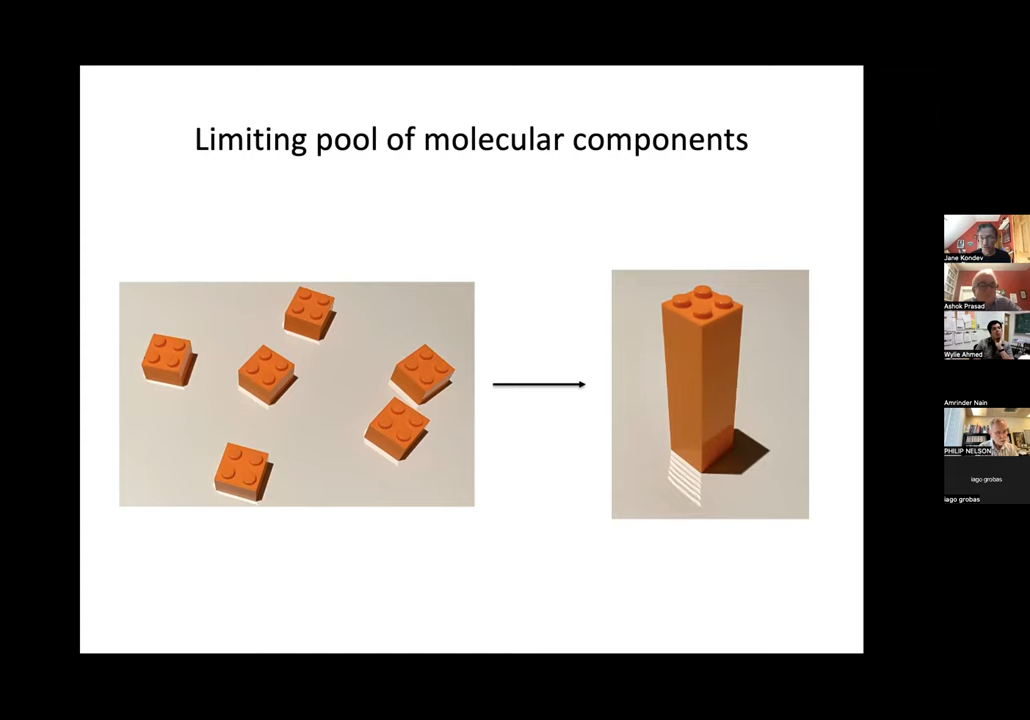 Limiting pool of molecular components
Jane Kondev
Ashok Prasad
Wylie Ahmed
Amrinder Nain
PHILIP NELSON
iago grobas
iago grobas